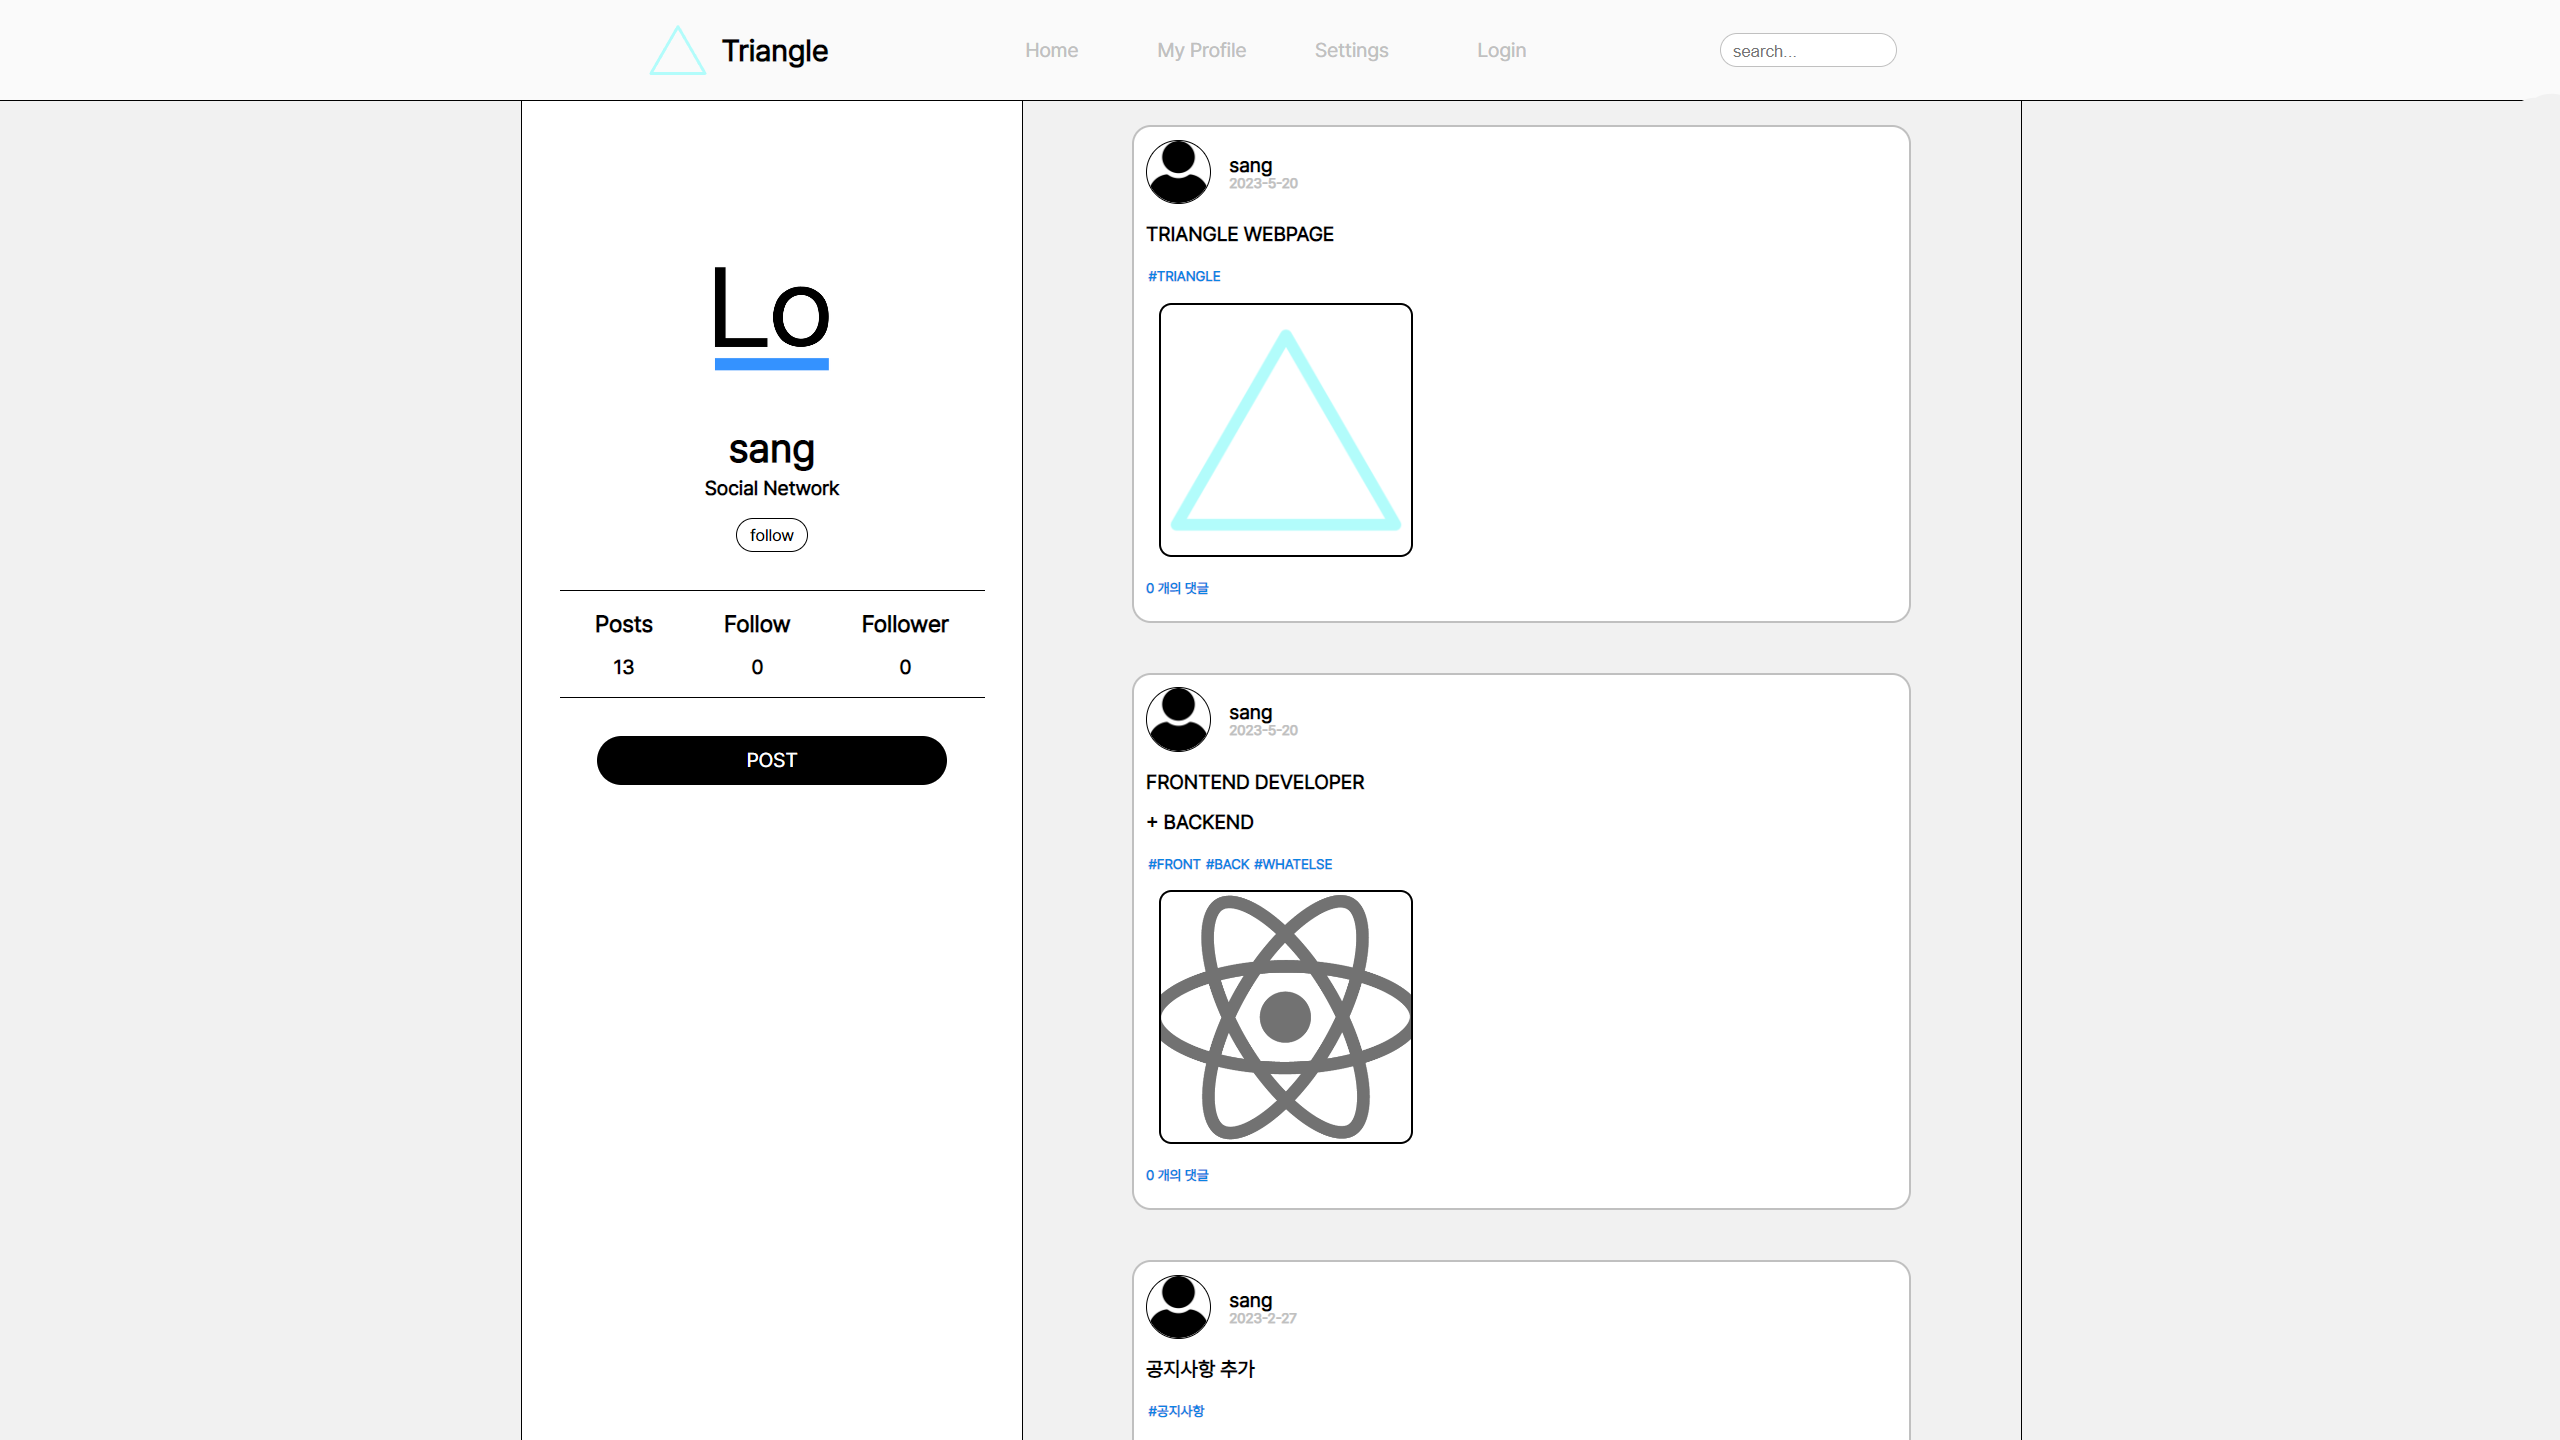 Triangle
Home My Profile Settings Login
search...
Lo
sang
Social Network
follow
Posts Follow Follower
13 0 0
POST
sang
2023-5-20
TRIANGLE WEBPAGE
#TRIANGLE
0 개의 댓글
sang
2023-5-20
FRONTEND DEVELOPER
+ BACKEND
#FRONT #BACK #WHATELSE
0 개의 댓글
sang
2023-2-27
공지사항 추가
#공지사항